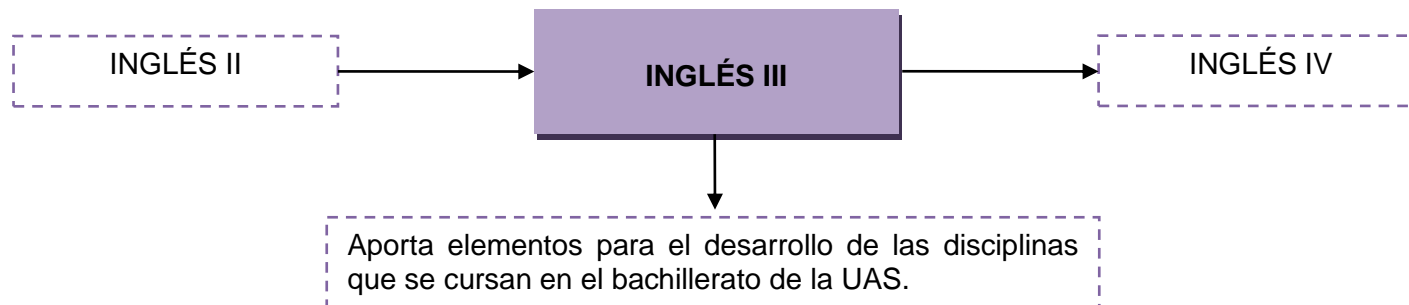 INGLÉS II
INGLÉS III
INGLÉS IV
Aporta elementos para el desarrollo de las disciplinas
que se cursan en el bachillerato de la UAS.